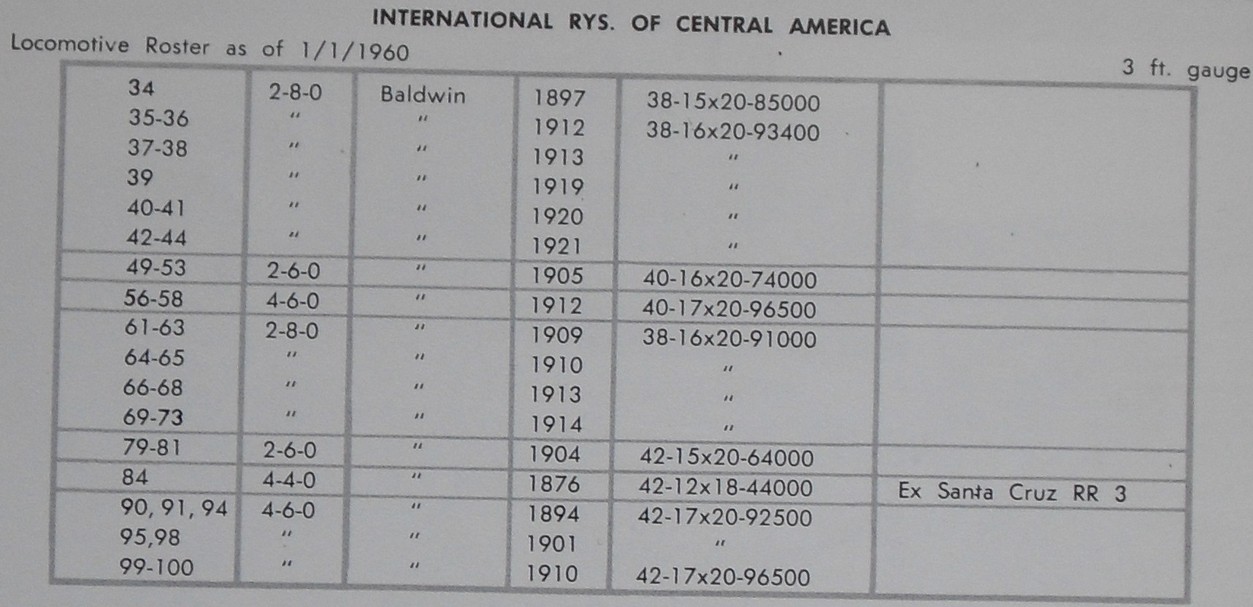 INTERNATIONAL RYS. OF CENTRAL AMERICA
Locomotive Roster as of 1/1/1960 3 ft. gauge
34 2-8-0 Baldwin 1897 38-15x20-85000
35-36 " " 1912 38-16x20-93400
37-38 " " 1913 "
39 " " 1919 "
40-41 " " 1920 "
42-44 " " 1921 "
49-53 2-6-0 " 1905 40-16x20-74000
56-58 4-6-0 " 1912 40-17x20-96500
61-63 2-8-0 " 1909 38-16x20-91000
64-65 " " 1910 "
66-68 " " 1913 "
69-73 " " 1914 "
79-81 2-6-0 " 1904 42-15x20-64000
84 4-4-0 " 1876 42-12x18-44000 Ex Santa Cruz RR 3
90, 91, 94 4-6-0 " 1894 42-17x20-92500
95,98 " " 1901 "
99-100 " " 1910 42-17x20-96500